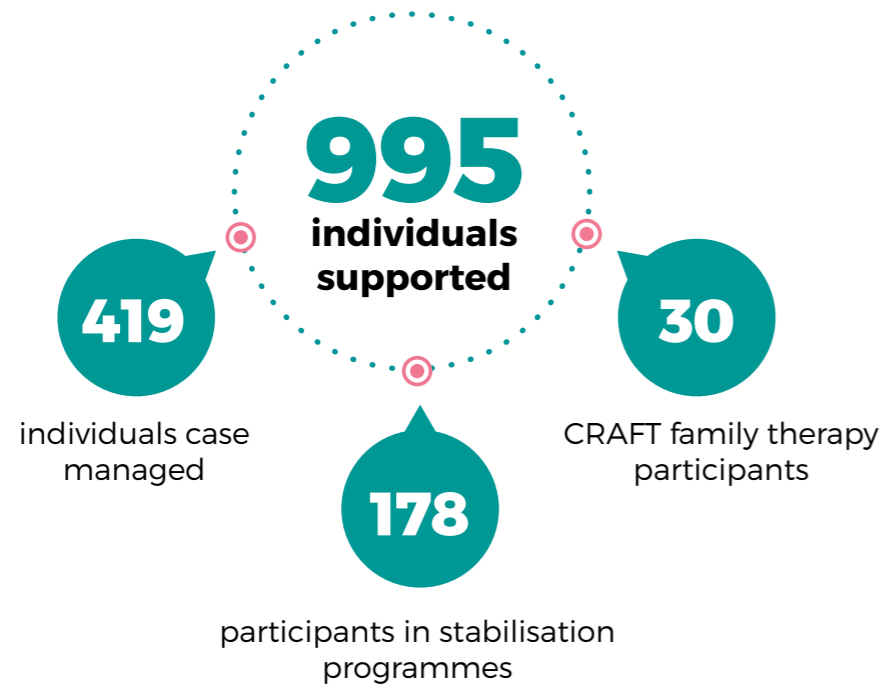 995
individuals
supported
419
individuals case
managed
178
participants in stabilisation
programmes
30
CRAFT family therapy
participants